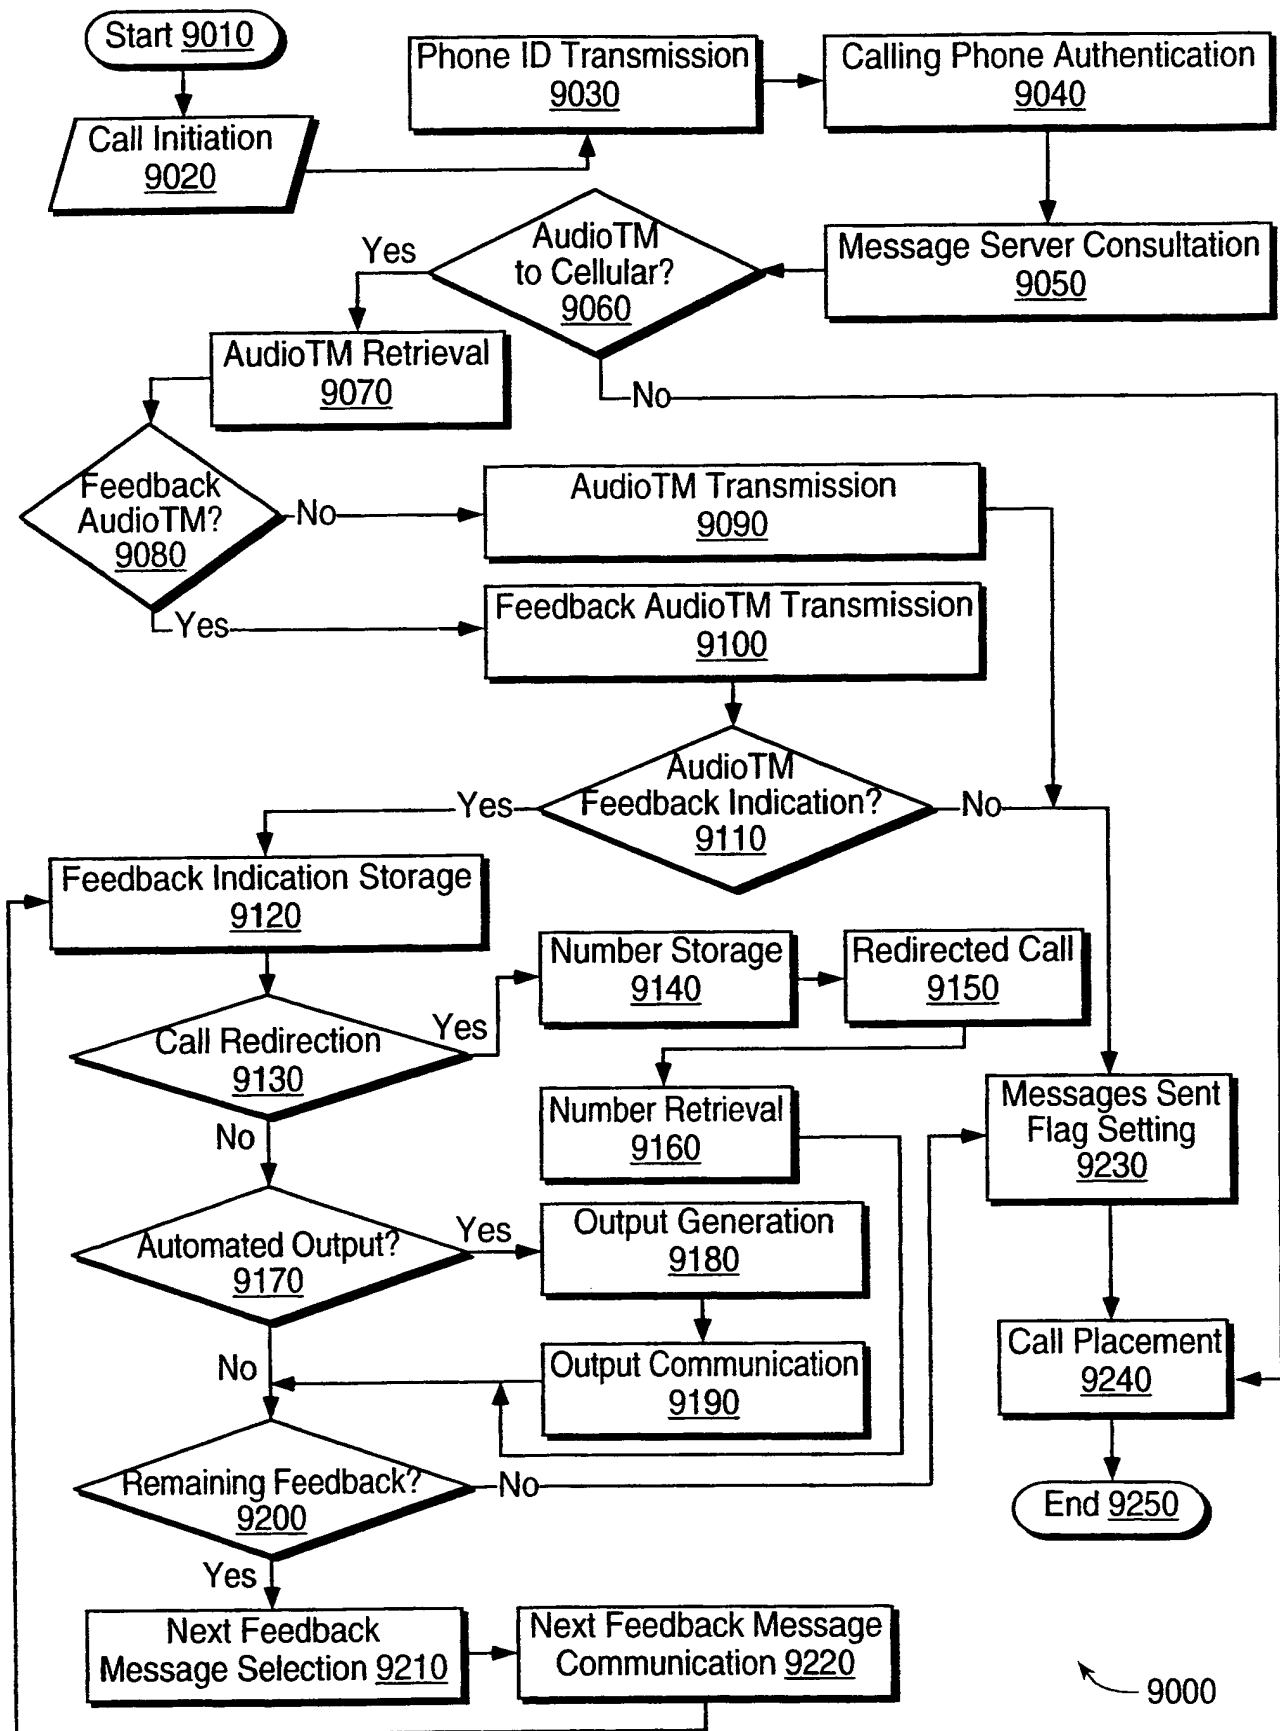 Start 9010
Phone ID Transmission
9030
Calling Phone Authentication
9040
Call Initiation
9020
AudioTM
to Cellular?
9060
Yes
Message Server Consultation
9050
AudioTM Retrieval
9070
No
Feedback
AudioTM?
9080
No
AudioTM Transmission
9090
Yes
Feedback AudioTM Transmission
9100
AudioTM
Feedback Indication?
9110
Yes
No
Feedback Indication Storage
9120
Number Storage
9140
Redirected Call
9150
Call Redirection
9130
Yes
No
Number Retrieval
9160
Messages Sent
Flag Setting
9230
Automated Output?
9170
Yes
Output Generation
9180
No
Output Communication
9190
Call Placement
9240
Remaining Feedback?
9200
No
End 9250
Yes
Next Feedback
Message Selection 9210
Next Feedback Message
Communication 9220
9000